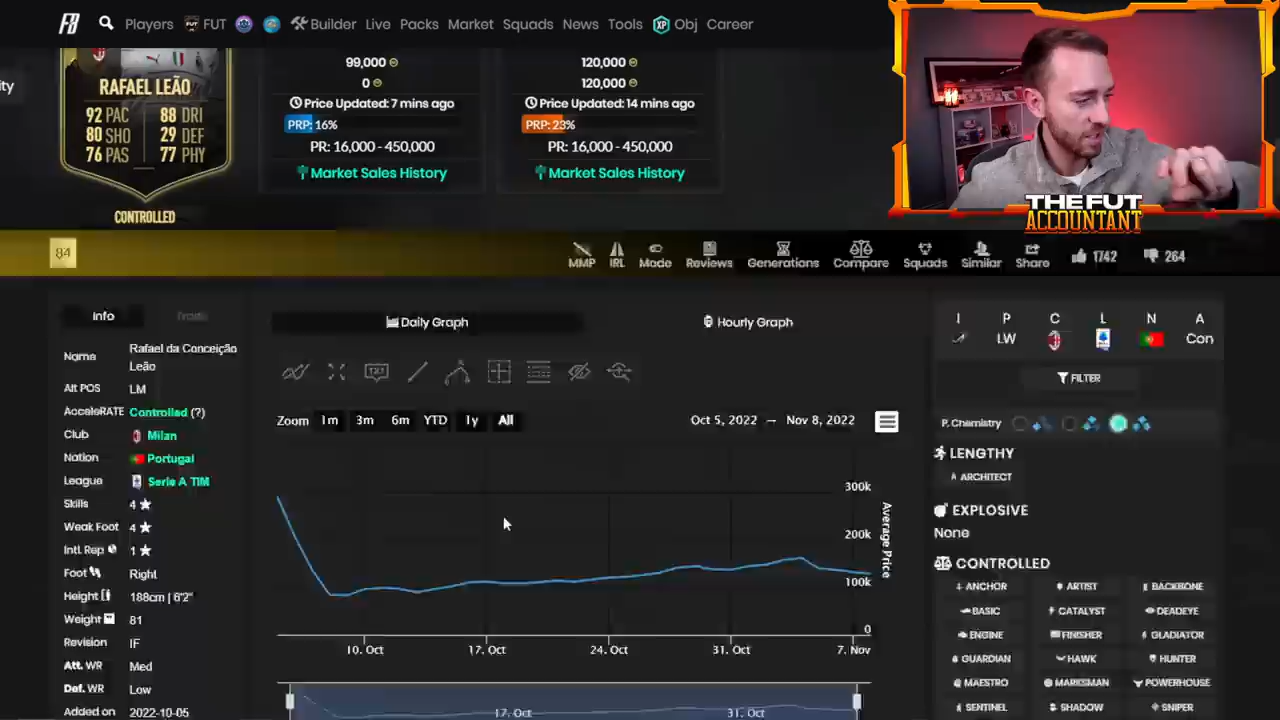 Players FUT Builder Live Packs Market Squads News Tools XP Obj Career
ity
RAFAEL LEÃO
92 PAC 88 DRI
80 SHO 29 DEF
76 PAS 77 PHY
CONTROLLED
99,000
0
Price Updated: 7 mins ago
PRP: 16%
PR: 16,000 - 450,000
Market Sales History
120,000
120,000
Price Updated: 14 mins ago
PRP: 23%
PR: 16,000 - 450,000
Market Sales History
THE FUT
ACCOUNTANT
84
MMP IRL Mode Reviews Generations Compare Squads Similar Share 1742 264
Info
Name Rafael da Conceição
Leão
Alt POS LM
AcceleRATE Controlled (?)
Club Milan
Nation Portugal
League Serie A TIM
Skills 4
Weak Foot 4
Intl. Rep 1
Foot Right
Height 188cm | 6'2"
Weight 81
Revision IF
Att. WR Med
Def. WR Low
Added on 2022-10-05
Daily Graph Hourly Graph
TXT
Zoom 1m 3m 6m YTD 1y All Oct 5, 2022 → Nov 8, 2022
300k
200k
100k
0
Average Price
10. Oct 17. Oct 24. Oct 31. Oct 7. Nov
17. Oct 31. Oct
I P C L N A
LW Con
FILTER
P. Chemistry
LENGTHY
ARCHITECT
EXPLOSIVE
None
CONTROLLED
ANCHOR ARTIST BACKBONE
BASIC CATALYST DEADEYE
ENGINE FINISHER GLADIATOR
GUARDIAN HAWK HUNTER
MAESTRO MARKSMAN POWERHOUSE
SENTINEL SHADOW SNIPER